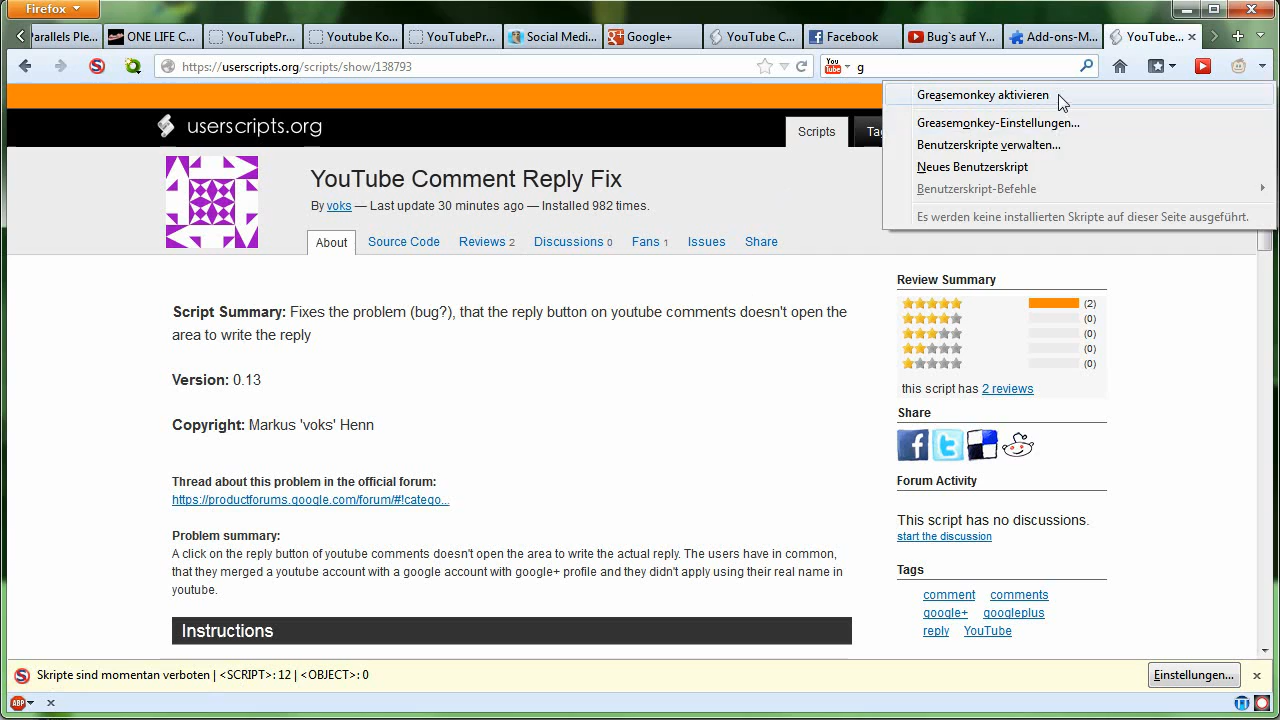 Firefox
Parallels Ple...
ONE LIFE C...
YouTubePr...
Youtube Ko...
YouTubePr...
Social Medi...
Google+
YouTube C...
Facebook
Bug`s auf Y...
Add-ons-M...
YouTube...
https://userscripts.org/scripts/show/138793
You Tube
g
Greasemonkey aktivieren
Greasemonkey-Einstellungen...
Benutzerskripte verwalten...
Neues Benutzerskript
Benutzerskript-Befehle
Es werden keine installierten Skripte auf dieser Seite ausgeführt.
userscripts.org
Scripts
YouTube Comment Reply Fix
By voks — Last update 30 minutes ago — Installed 982 times.
About
Source Code
Reviews 2
Discussions 0
Fans 1
Issues
Share
Script Summary: Fixes the problem (bug?), that the reply button on youtube comments doesn't open the
area to write the reply
Version: 0.13
Copyright: Markus 'voks' Henn
Thread about this problem in the official forum:
https://productforums.google.com/forum/#!catego...
Problem summary:
A click on the reply button of youtube comments doesn't open the area to write the actual reply. The users have in common,
that they merged a youtube account with a google account with google+ profile and they didn't apply using their real name in
youtube.
Instructions
Review Summary
(2)
(0)
(0)
(0)
(0)
this script has 2 reviews
Share
Forum Activity
This script has no discussions.
start the discussion
Tags
comment comments
google+ googleplus
reply YouTube
Skripte sind momentan verboten | <SCRIPT>: 12 | <OBJECT>: 0
Einstellungen...
ABP